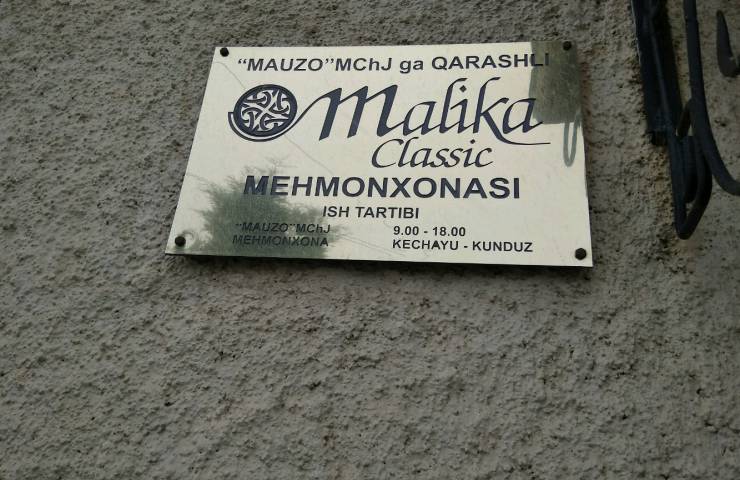 "MAUZO"MChJ ga QARASHLI
Malika
Classic
MEHMONXONASI
ISH TARTIBI
"MAUZO"MChJ 9.00 - 18.00
MEHMONXONA KECHAYU - KUNDUZ